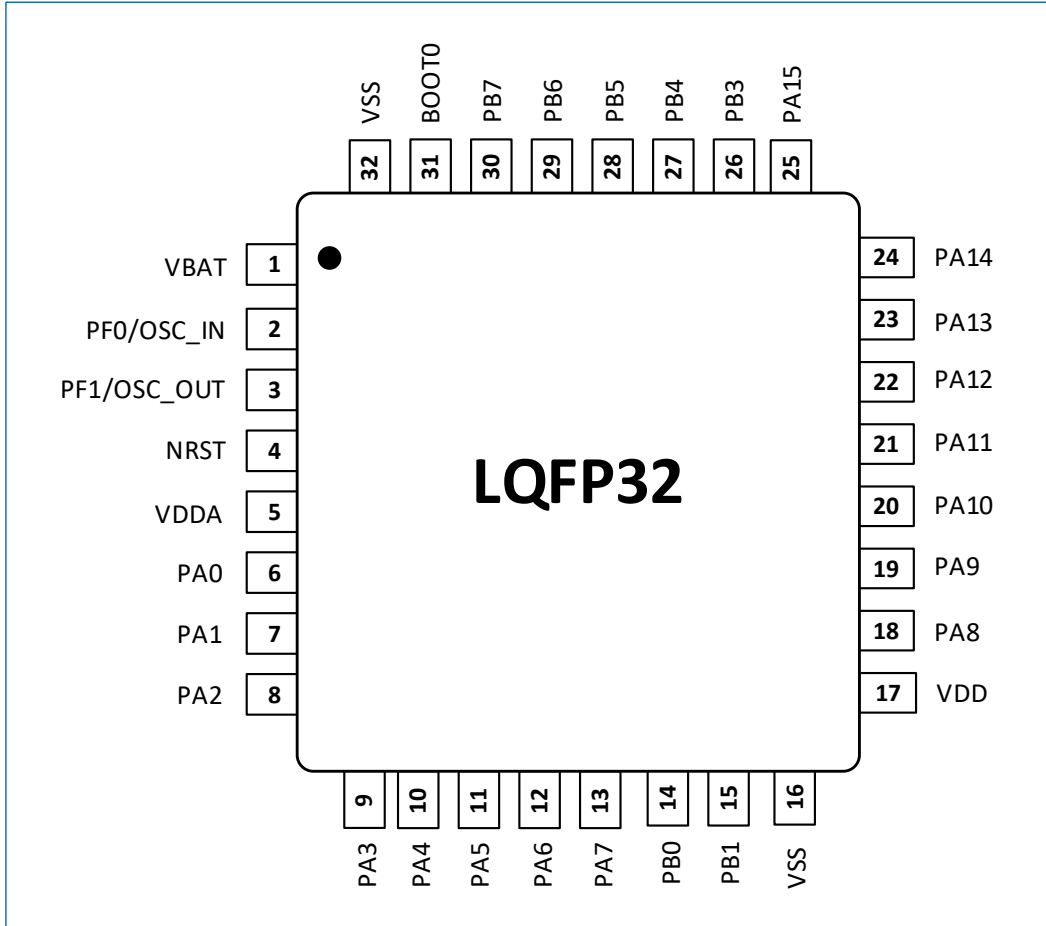 VSS
BOOT0
PB7
PB6
PB5
PB4
PB3
PA15
32
31
30
29
28
27
26
25
VBAT 1
PF0/OSC_IN 2
PF1/OSC_OUT 3
NRST 4
VDDA 5
PA0 6
PA1 7
PA2 8
LQFP32
24 PA14
23 PA13
22 PA12
21 PA11
20 PA10
19 PA9
18 PA8
17 VDD
9
10
11
12
13
14
15
16
PA3
PA4
PA5
PA6
PA7
PB0
PB1
VSS